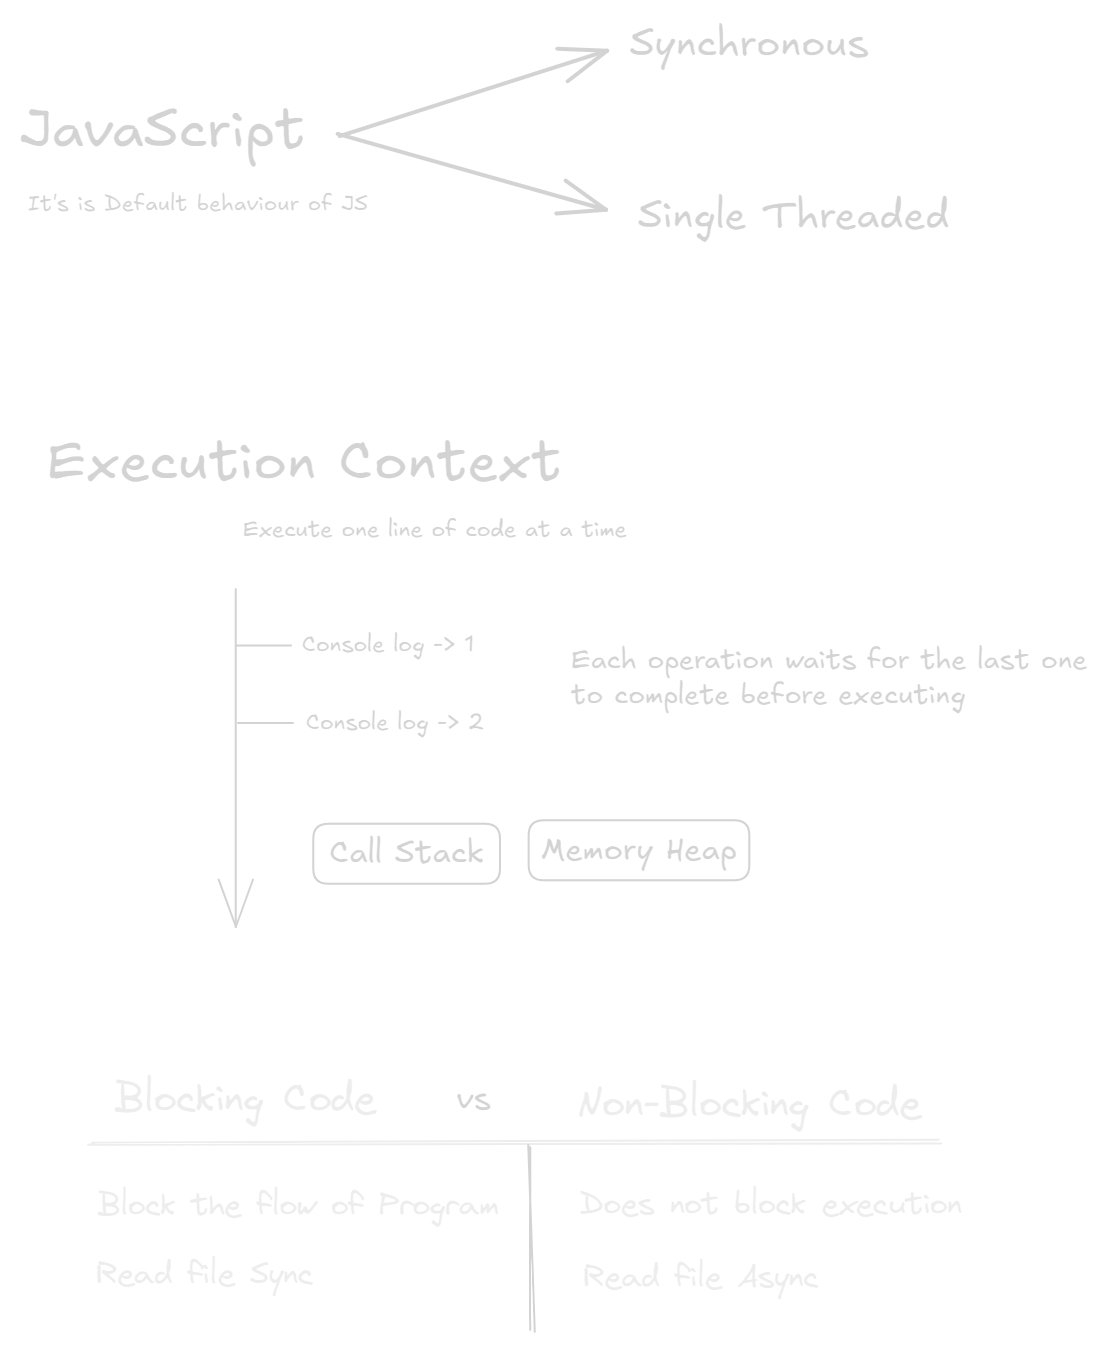 Synchronous
JavaScript
It's is Default behaviour of JS
Single Threaded
Execution Context
Execute one line of code at a time
Console log -> 1
Each operation waits for the last one
to complete before executing
Console log -> 2
Call Stack
Memory Heap
Blocking Code vs Non-Blocking Code
Block the flow of Program
Does not block execution
Read file Sync
Read file Async